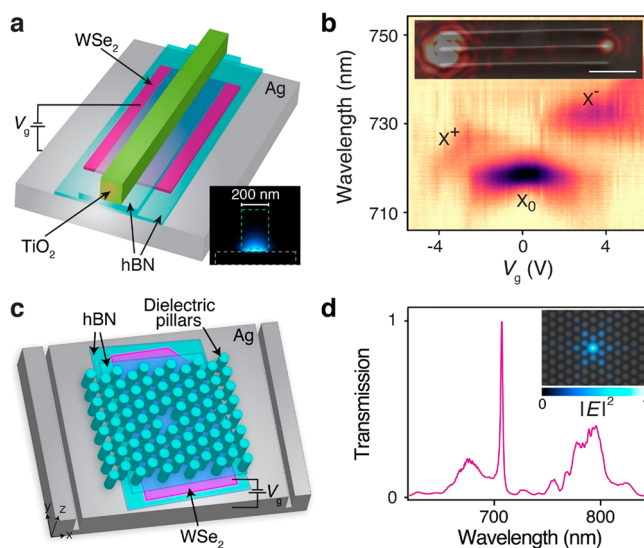 a
WSe2
Ag
Vg
200 nm
TiO2
hBN
b
Wavelength (nm)
750
730
710
X-
X+
X0
-4
0
4
Vg (V)
c
Dielectric
pillars
hBN
Ag
Vg
WSe2
y
z
x
d
Transmission
1
0
700
800
Wavelength (nm)
0
|E|2